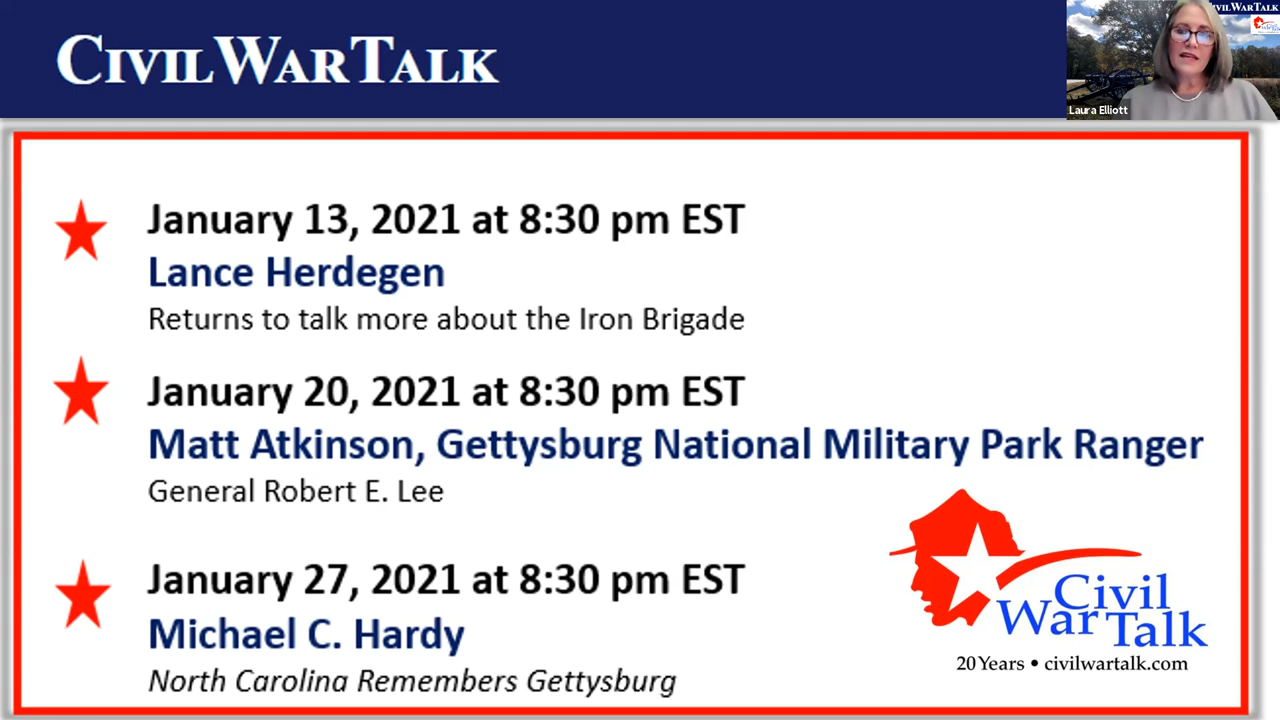 CIVILWARTALK
CIVILWARTALK
Laura Elliott
January 13, 2021 at 8:30 pm EST
Lance Herdegen
Returns to talk more about the Iron Brigade
January 20, 2021 at 8:30 pm EST
Matt Atkinson, Gettysburg National Military Park Ranger
General Robert E. Lee
January 27, 2021 at 8:30 pm EST
Michael C. Hardy
North Carolina Remembers Gettysburg
Civil
War Talk
20 Years • civilwartalk.com